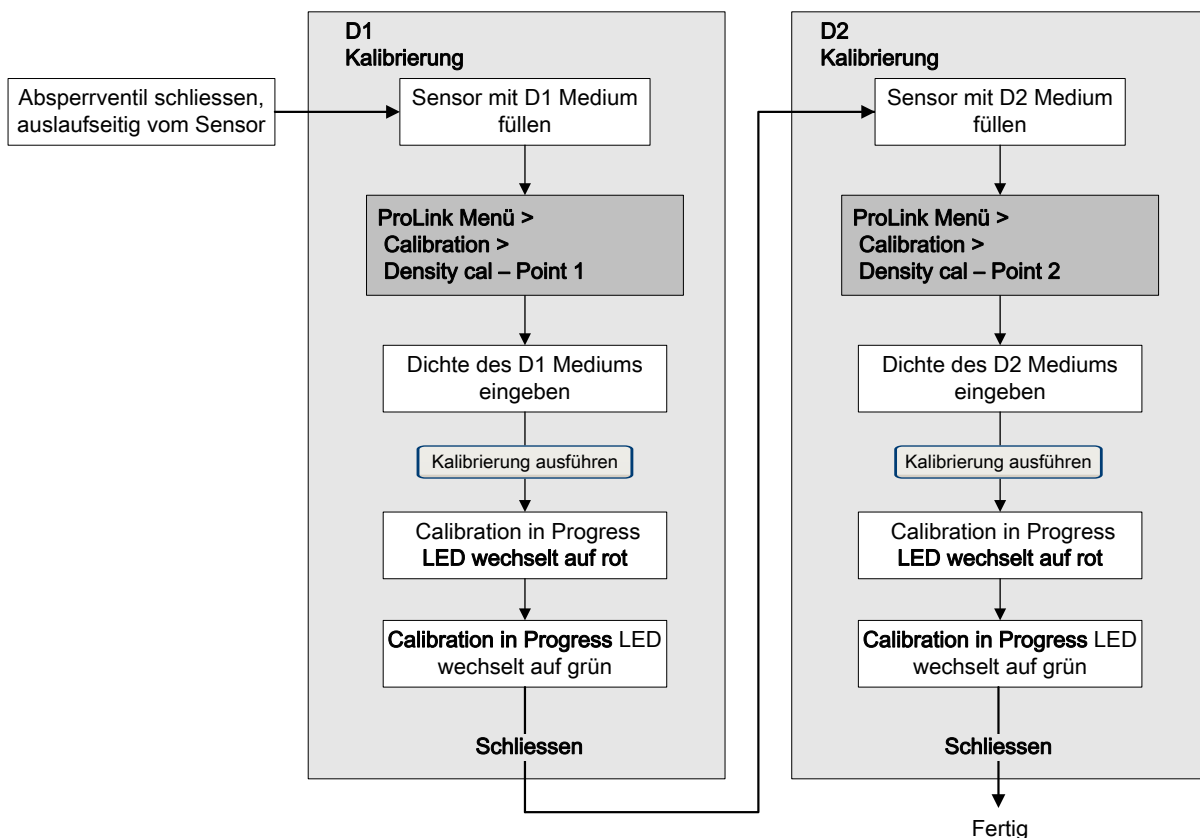 Absperrventil schliessen,
auslaufseitig vom Sensor
D1
Kalibrierung
Sensor mit D1 Medium
füllen
ProLink Menü >
Calibration >
Density cal – Point 1
Dichte des D1 Mediums
eingeben
Kalibrierung ausführen
Calibration in Progress
LED wechselt auf rot
Calibration in Progress LED
wechselt auf grün
Schliessen
D2
Kalibrierung
Sensor mit D2 Medium
füllen
ProLink Menü >
Calibration >
Density cal – Point 2
Dichte des D2 Mediums
eingeben
Kalibrierung ausführen
Calibration in Progress
LED wechselt auf rot
Calibration in Progress LED
wechselt auf grün
Schliessen
Fertig